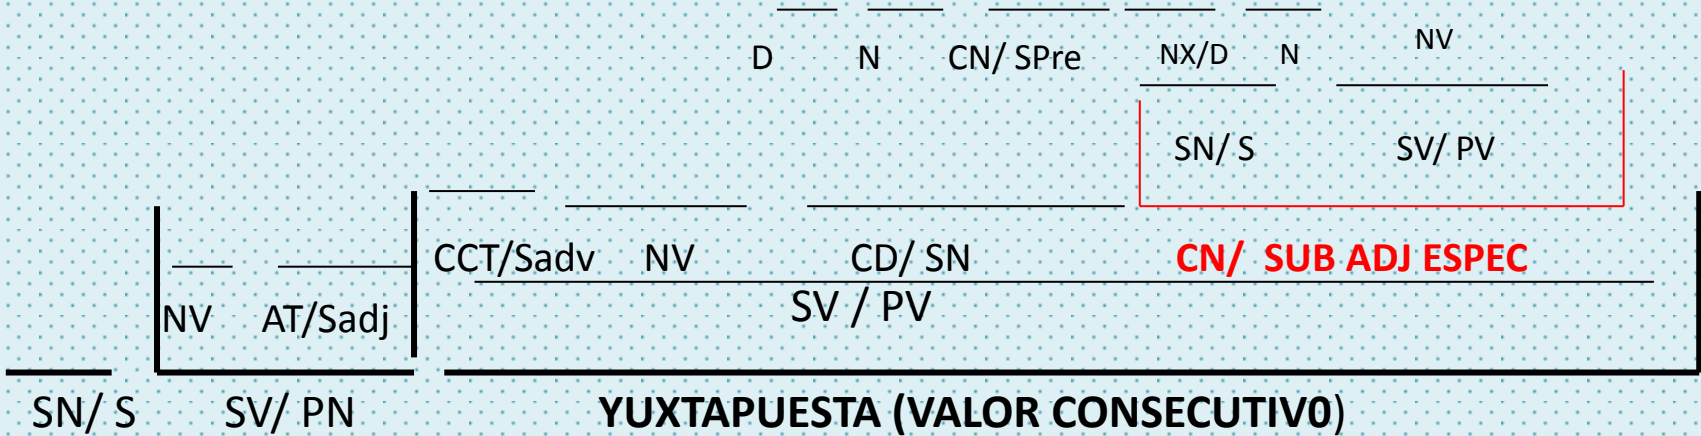 D N CN/ SPre NX/D N NV
SN/ S SV/ PV
CCT/Sadv NV CD/ SN CN/ SUB ADJ ESPEC
NV AT/Sadj SV / PV
SN/ S SV/ PN YUXTAPUESTA (VALOR CONSECUTIV0)